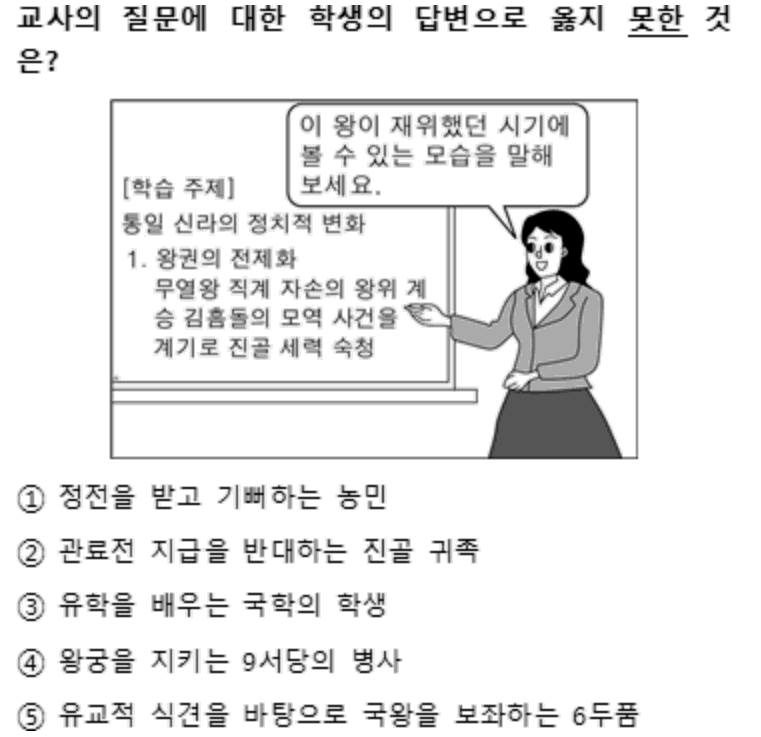 교사의 질문에 대한 학생의 답변으로 옳지 못한 것
은?
이 왕이 재위했던 시기에
볼 수 있는 모습을 말해
보세요.
[학습 주제]
통일 신라의 정치적 변화
1. 왕권의 전제화
무열왕 직계 자손의 왕위 계
승 김흠돌의 모역 사건을
계기로 진골 세력 숙청
① 정전을 받고 기뻐하는 농민
② 관료전 지급을 반대하는 진골 귀족
③ 유학을 배우는 국학의 학생
④ 왕궁을 지키는 9서당의 병사
⑤ 유교적 식견을 바탕으로 국왕을 보좌하는 6두품